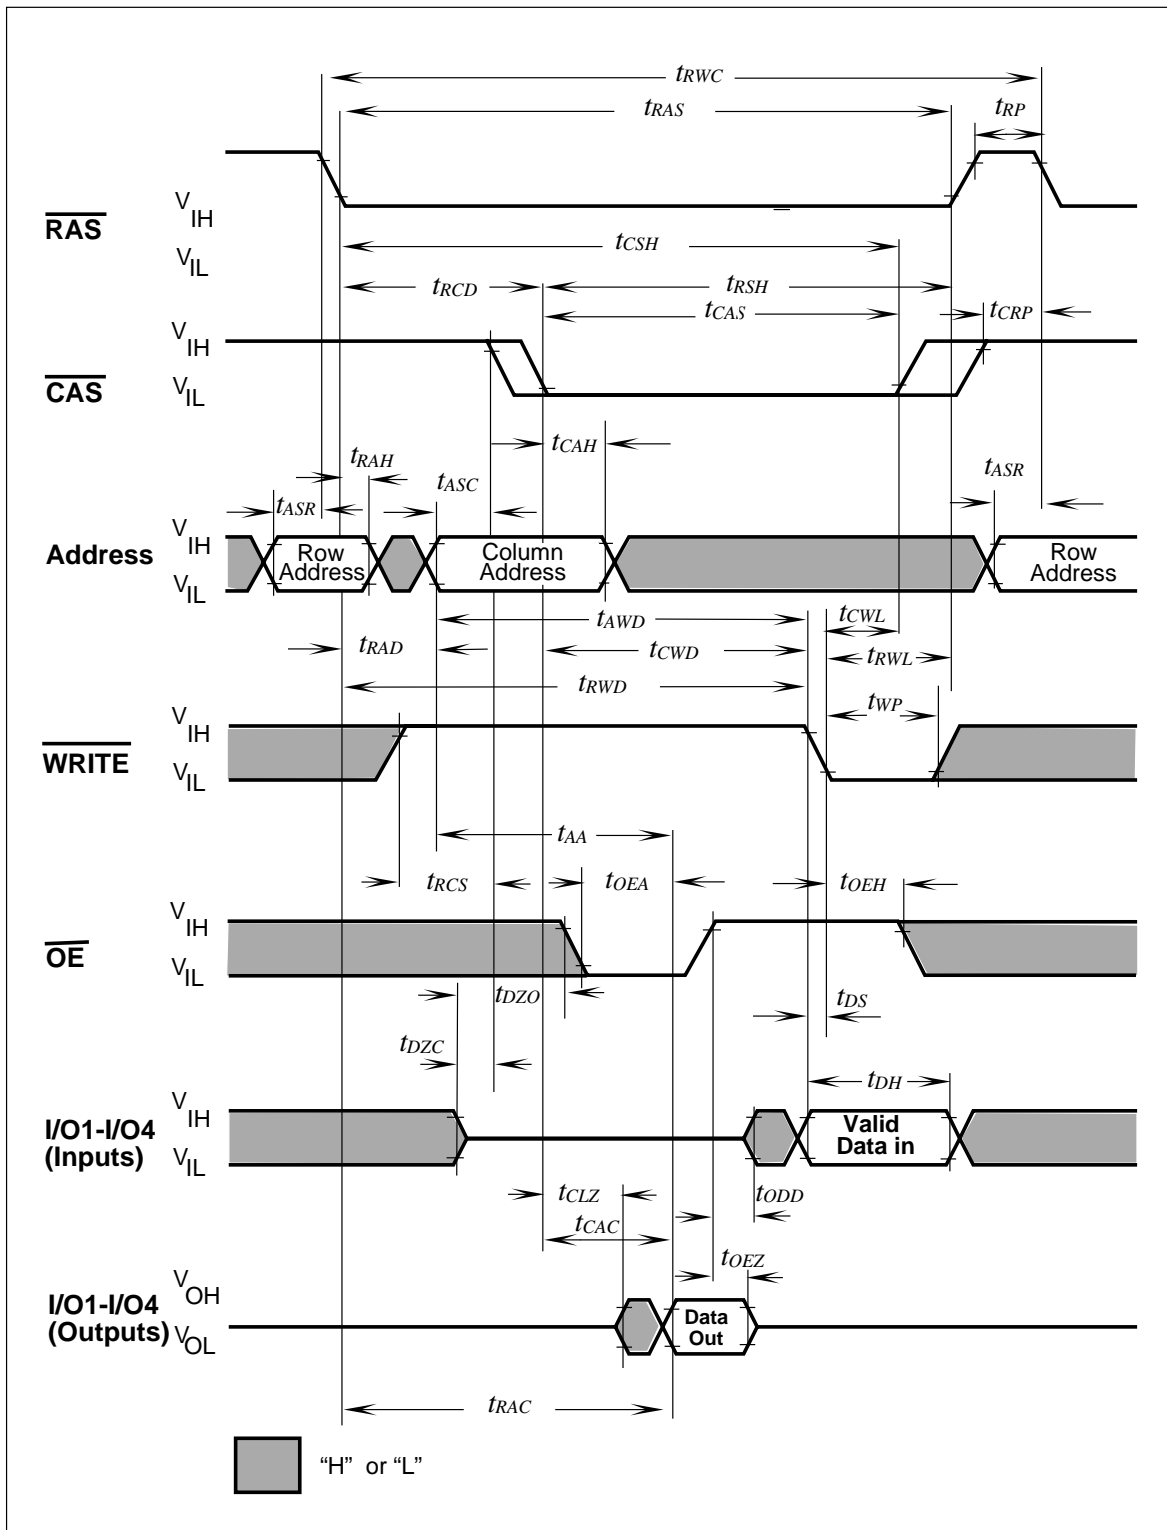 tRWC
tRAS
tRP
RAS
VIH
VIL
tCSH
tRCD
tRSH
tCAS
tCRP
CAS
VIH
VIL
tCAH
tRAH
tASC
tASR
tASR
Address
VIH
VIL
Row
Address
Column
Address
Row
Address
tAWD
tCWL
tRAD
tCWD
tRWL
tRWD
tWP
WRITE
VIH
VIL
tAA
tRCS
tOEA
tOEH
OE
VIH
VIL
tDZO
tDS
tDZC
tDH
I/O1-I/O4
(Inputs)
VIH
VIL
Valid
Data in
tCLZ
tODD
tCAC
tOEZ
I/O1-I/O4
(Outputs)
VOH
VOL
Data
Out
tRAC
“H” or “L”